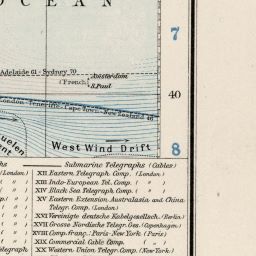 OCEAN
7
Adelaide 61 - Sydney 70
Amsterdam
(French)
S. Paul
40
London-Teneriffe-Cape Town-New Zealand 46
West Wind Drift
8
Submarine Telegraphs (Cables)
London)
XII Eastern Telegraph Comp. (London)
XIII Indo-European Tel. Comp. ( " )
XIV Black Sea Telegraph Comp. ( " )
XV Eastern Extension Australasia and China
Telegr. Comp. (London)
XVI Vereinigte deutsche Kabelgesellsch. (Berlin)
XVII Grosse Nordische Telegr. Ges. (Copenhagen)
XVIII Comp. franç.: Paris-New York (Paris)
XIX Commercial Cable Comp. ( " )
Telegraph
XX Western Union Telegr. Comp. (New York)